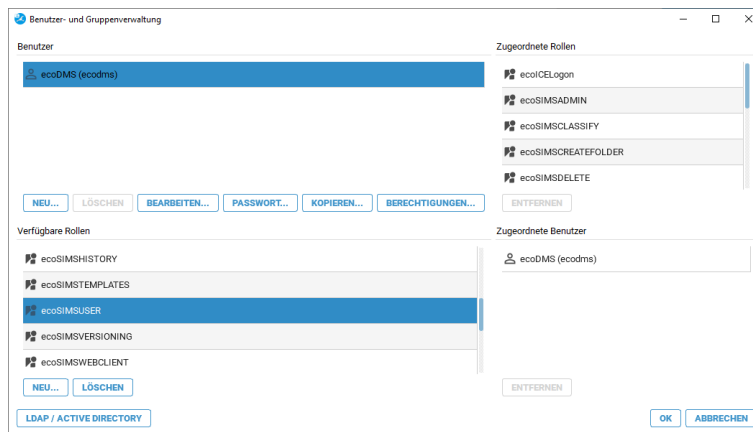 Benutzer- und Gruppenverwaltung
Benutzer
ecoDMS (ecodms)
NEU... LÖSCHEN BEARBEITEN... PASSWORT... KOPIEREN... BERECHTIGUNGEN...
Zugeordnete Rollen
ecoICELogon
ecoSIMSADMIN
ecoSIMSCLASSIFY
ecoSIMSCREATEFOLDER
ecoSIMSDELETE
ENTFERNEN
Verfügbare Rollen
ecoSIMSHISTORY
ecoSIMSTEMPLATES
ecoSIMSUSER
ecoSIMSVERSIONING
ecoSIMSWEBCLIENT
NEU... LÖSCHEN
Zugeordnete Benutzer
ecoDMS (ecodms)
ENTFERNEN
LDAP / ACTIVE DIRECTORY
OK ABBRECHEN